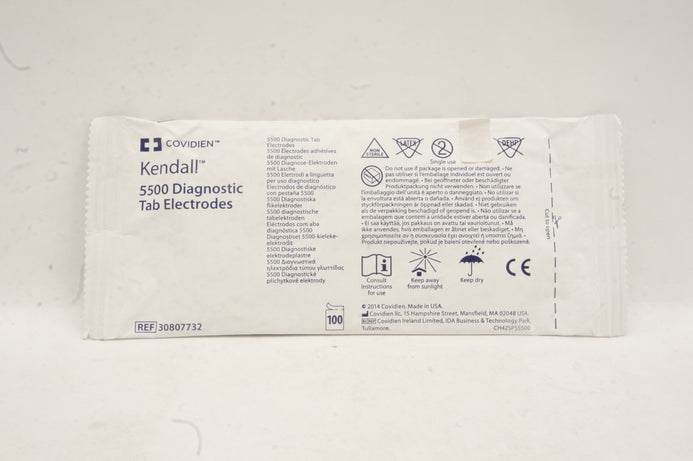 COVIDIEN™
Kendall™
5500 Diagnostic
Tab Electrodes
REF 30807732
5500 Diagnostic Tab
Electrodes
5500 Électrodes adhésives
de diagnostic
5500 Diagnose-Elektroden
mit Lasche
5500 Elettrodi a linguetta
per uso diagnostico
Electrodos de diagnóstico
con pestaña 5500
5500 Diagnostiska
flikelektroder
5500 diagnostische
tabelektroden
Eléctrodos com aba
diagnóstica 5500
Diagnostiset 5500-kieleke-
elektrodit
5500 Diagnostiske
elektrodeplastre
5500 Διαγνωστικά
ηλεκτρόδια τύπου γλωττίδας
5500 Diagnostické
příchytkové elektrody
100
NON
STERILE
LATEX
2
Single use
DEHP
Do not use if package is opened or damaged. • Ne
pas utiliser si l'emballage individuel est ouvert ou
endommagé. • Bei geöffneter oder beschädigter
Produktpackung nicht verwenden. • Non utilizzare se
l'imballaggio dell'unità è aperto o danneggiato. • No utilizar si
la envoltura está abierta o dañada. • Använd ej produkten om
styckförpackningen är öppnad eller skadad. • Niet gebruiken
als de verpakking beschadigd of geopend is. • Não utilizar se a
embalagem que contém a unidade estiver aberta ou danificada.
• Ei saa käyttää, jos pakkaus on avattu tai vaurioitunut. • Må
ikke anvendes, hvis emballagen er åbnet eller beskadiget. • Μη
χρησιμοποιείτε αν η συσκευασία έχει ανοιχτεί ή υποστεί ζημιά. •
Produkt nepoužívejte, pokud je balení otevřené nebo poškozené.
Consult
instructions
for use
Keep away
from sunlight
Keep dry
CE
© 2014 Covidien. Made in USA.
Covidien llc, 15 Hampshire Street, Mansfield, MA 02048 USA.
EC REP Covidien Ireland Limited, IDA Business & Technology Park,
Tullamore.
CH425P55500
Cut to open